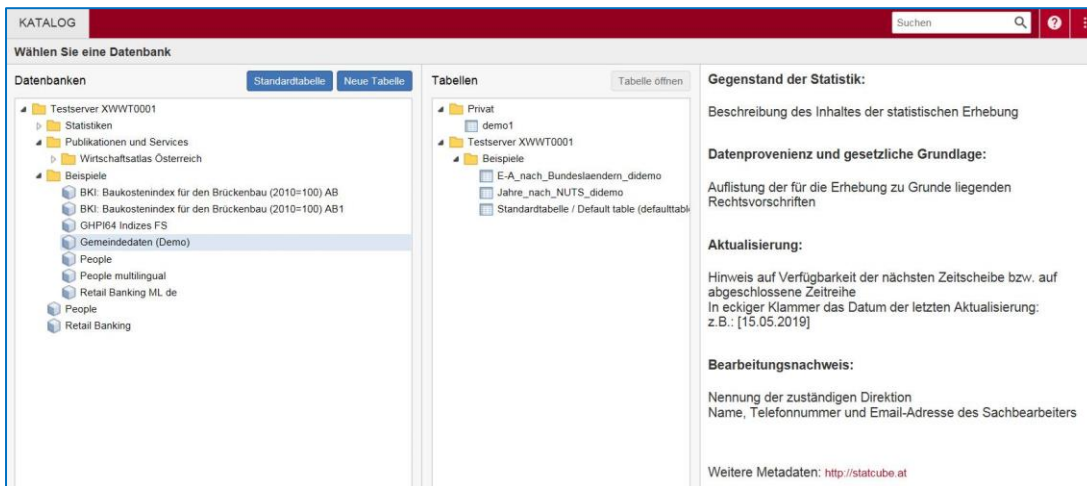 KATALOG
Suchen
Wählen Sie eine Datenbank
Datenbanken
Standardtabelle
Neue Tabelle
Testserver XWWT0001
Statistiken
Publikationen und Services
Wirtschaftsatlas Österreich
Beispiele
BKI: Baukostenindex für den Brückenbau (2010=100) AB
BKI: Baukostenindex für den Brückenbau (2010=100) AB1
GHPI64 Indizes FS
Gemeindedaten (Demo)
People
People multilingual
Retail Banking ML de
People
Retail Banking
Tabellen
Tabelle öffnen
Privat
demo1
Testserver XWWT0001
Beispiele
E-A_nach_Bundeslaendern_didemo
Jahre_nach_NUTS_didemo
Standardtabelle / Default table (defaulttabl
Gegenstand der Statistik:
Beschreibung des Inhaltes der statistischen Erhebung
Datenprovenienz und gesetzliche Grundlage:
Auflistung der für die Erhebung zu Grunde liegenden
Rechtsvorschriften
Aktualisierung:
Hinweis auf Verfügbarkeit der nächsten Zeitscheibe bzw. auf
abgeschlossene Zeitreihe
In eckiger Klammer das Datum der letzten Aktualisierung:
z.B.: [15.05.2019]
Bearbeitungsnachweis:
Nennung der zuständigen Direktion
Name, Telefonnummer und Email-Adresse des Sachbearbeiters
Weitere Metadaten: http://statcube.at